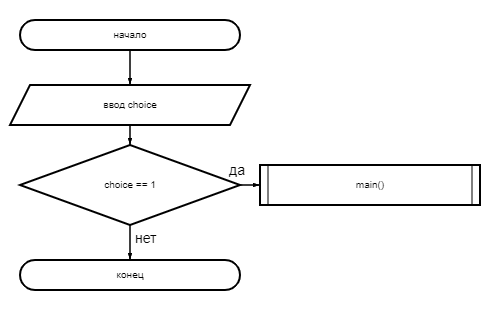 начало
ввод choice
choice == 1
да
main()
нет
конец